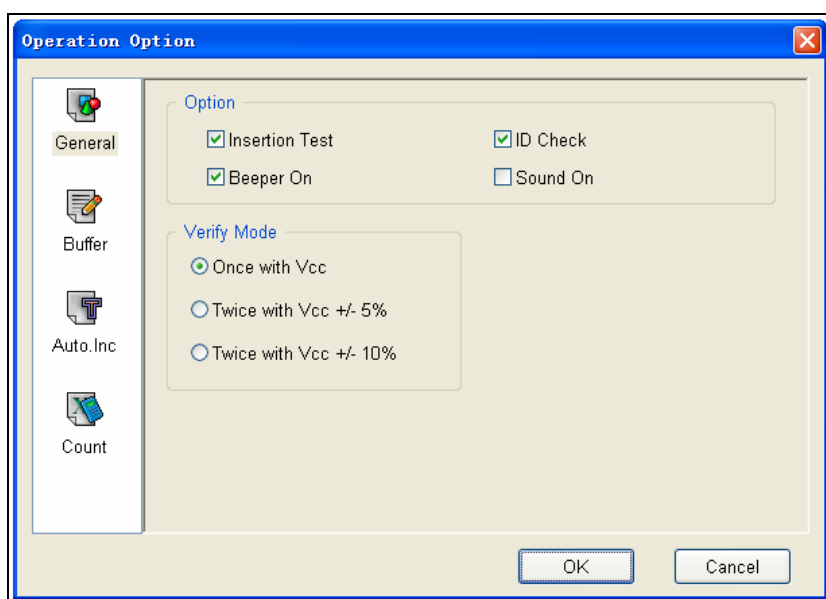 Operation Option
General
Buffer
Auto.Inc
Count
Option
Insertion Test
ID Check
Beeper On
Sound On
Verify Mode
Once with Vcc
Twice with Vcc +/- 5%
Twice with Vcc +/- 10%
OK
Cancel